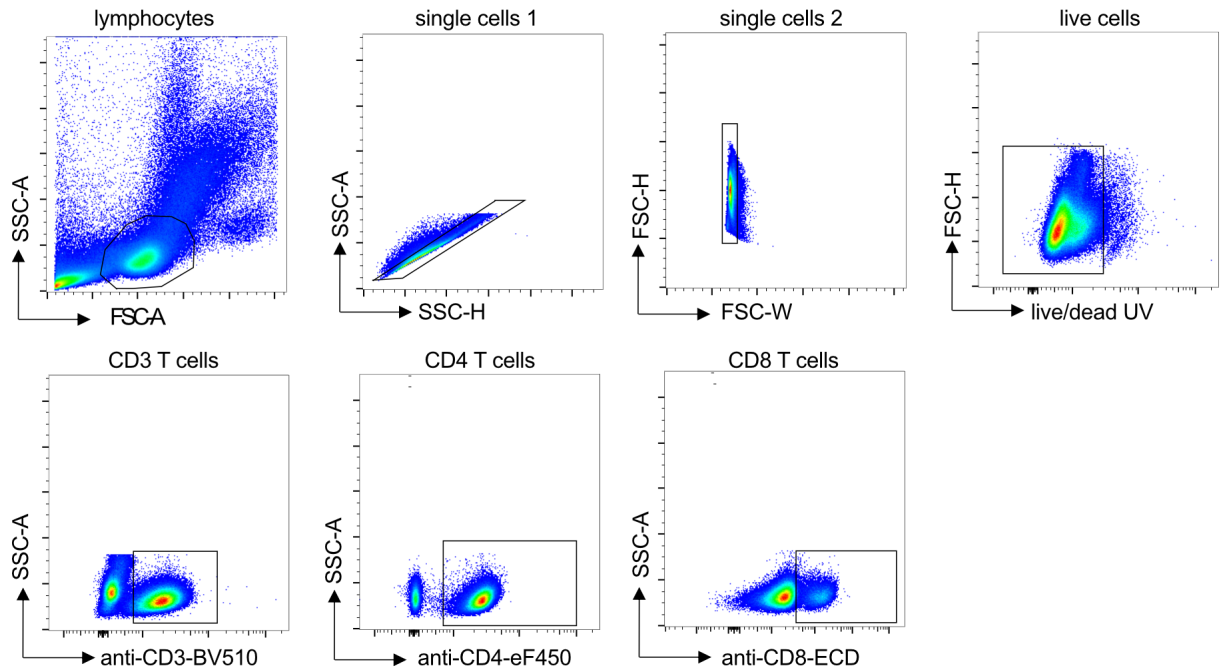 lymphocytes
single cells 1
single cells 2
live cells
SSC-A
FSC-A
SSC-A
SSC-H
FSC-H
FSC-W
FSC-H
live/dead UV
CD3 T cells
CD4 T cells
CD8 T cells
SSC-A
anti-CD3-BV510
SSC-A
anti-CD4-eF450
SSC-A
anti-CD8-ECD